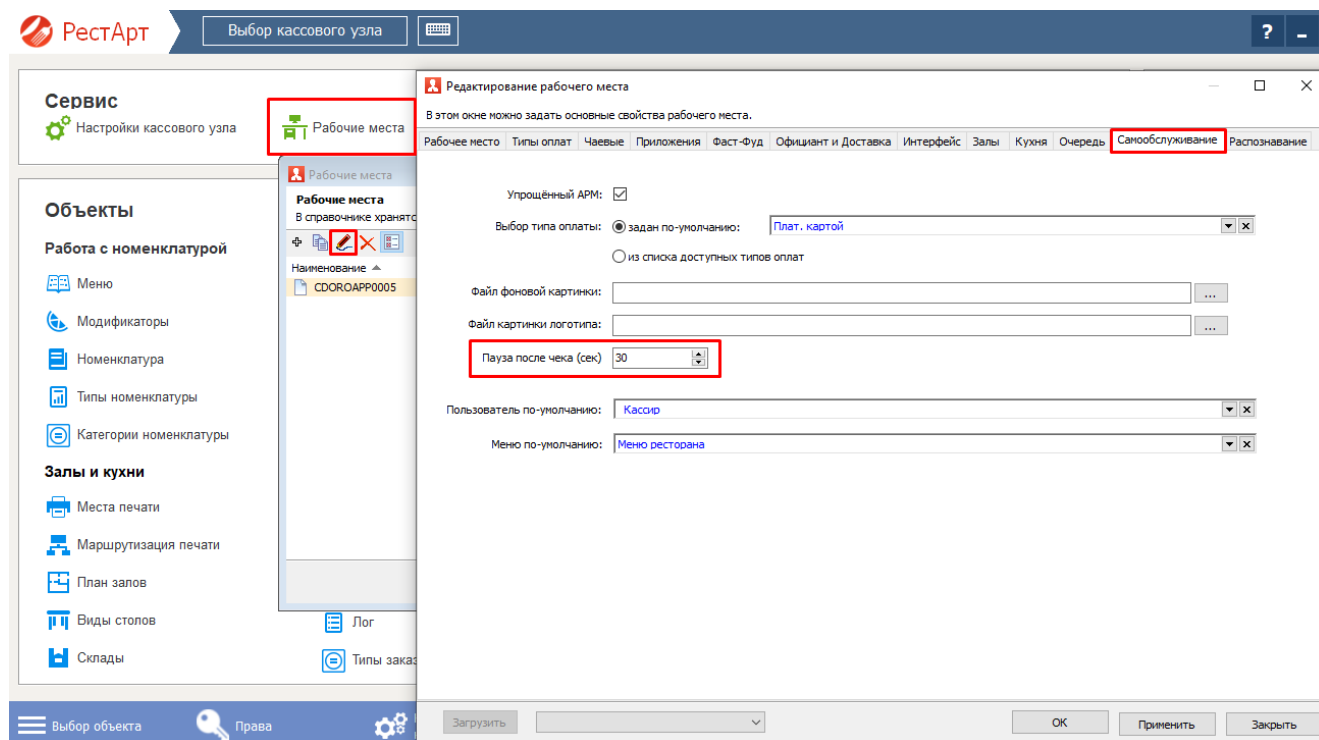 РестАрт
Выбор кассового узла
?
Сервис
Настройки кассового узла
Рабочие места
Объекты
Работа с номенклатурой
Меню
Модификаторы
Номенклатура
Типы номенклатуры
Категории номенклатуры
Залы и кухни
Места печати
Маршрутизация печати
План залов
Виды столов
Склады
Лог
Типы заказ
Рабочие места
Рабочие места
В справочнике хранятс
Наименование
CDOROAPP0005
Редактирование рабочего места
В этом окне можно задать основные свойства рабочего места.
Рабочее место Типы оплат Чаевые Приложения Фаст-Фуд Официант и Доставка Интерфейс Залы Кухня Очередь Самообслуживание Распознавание
Упрощённый АРМ:
Выбор типа оплаты: задан по-умолчанию: Плат. картой
из списка доступных типов оплат
Файл фоновой картинки: ...
Файл картинки логотипа: ...
Пауза после чека (сек) 30
Пользователь по-умолчанию: Кассир
Меню по-умолчанию: Меню ресторана
Загрузить OK Применить Закрыть
Выбор объекта Права